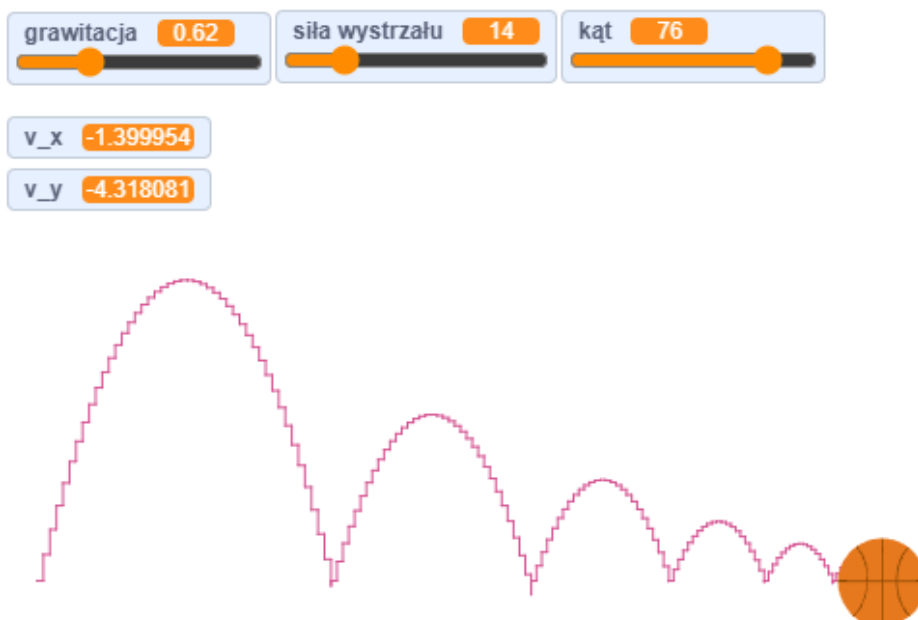 grawitacja 0.62 siła wystrzału 14 kąt 76
v_x -1.399954
v_y -4.318081